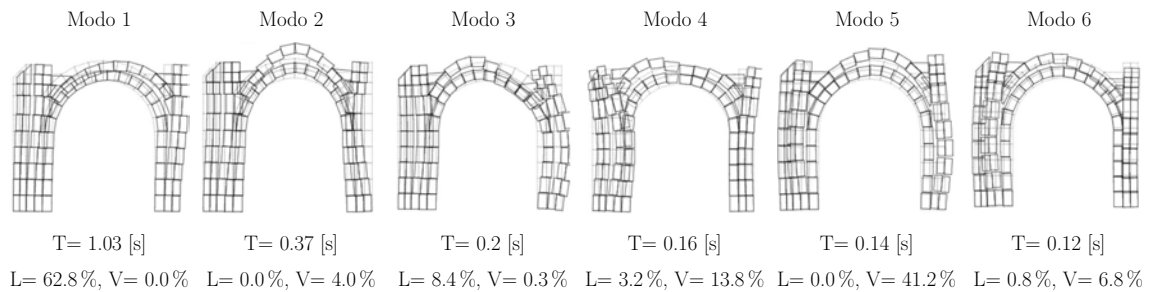 Modo 1 Modo 2 Modo 3 Modo 4 Modo 5 Modo 6
T= 1.03 [s] T= 0.37 [s] T= 0.2 [s] T= 0.16 [s] T= 0.14 [s] T= 0.12 [s]
L= 62.8 %, V= 0.0 % L= 0.0 %, V= 4.0 % L= 8.4 %, V= 0.3 % L= 3.2 %, V= 13.8 % L= 0.0 %, V= 41.2 % L= 0.8 %, V= 6.8 %